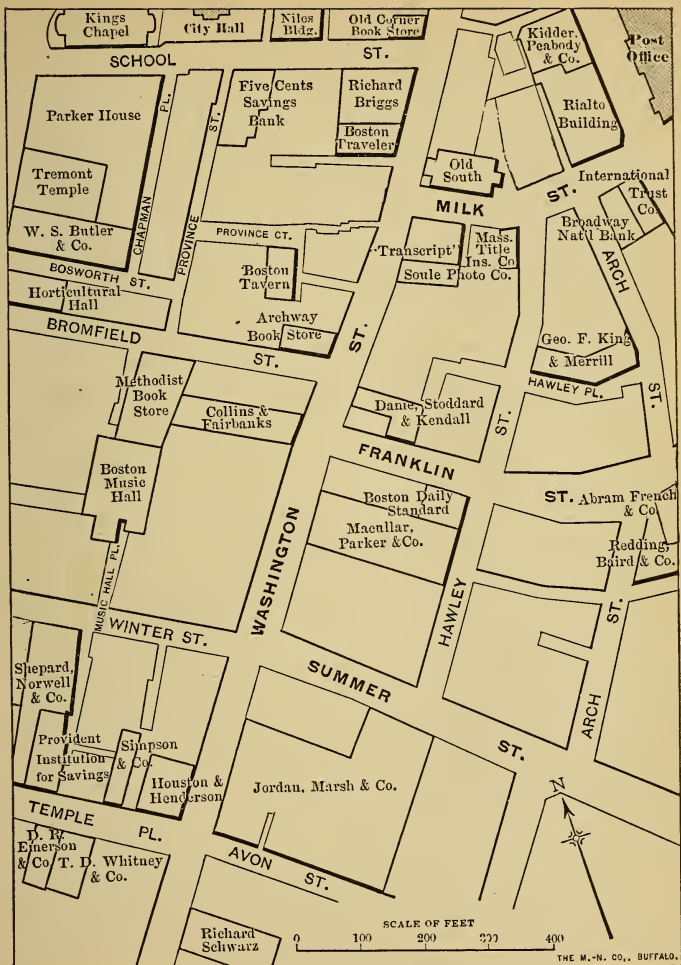 Kings
Chapel
City Hall
Niles
Bldg.
Old Corner
Book Store
Kidder,
Peabody
& Co.
Post
Office
SCHOOL ST.
Parker House
PL.
ST.
Five Cents
Savings
Bank
Richard
Briggs
Boston
Traveler
Rialto
Building
Tremont
Temple
Old
South
International
Trust
Co.
MILK ST.
W. S. Butler
& Co.
CHAPMAN
PROVINCE
PROVINCE CT.
"Transcript"
Mass.
Title
Ins. Co.
Broadway
Nat'l Bank
ARCH
BOSWORTH ST.
Boston
Tavern
Soule Photo Co.
Horticultural
Hall
Archway
Book Store
BROMFIELD
ST.
ST.
Geo. F. King
& Merrill
HAWLEY PL.
ST.
Methodist
Book
Store
Collins &
Fairbanks
Dame, Stoddard
& Kendall
ST.
FRANKLIN
ST.
Boston
Music
Hall
Boston Daily
Standard
Macullar,
Parker & Co.
Abram French
& Co.
Redding,
Baird & Co.
WASHINGTON
HAWLEY
MUSIC HALL PL.
WINTER ST.
ST.
SUMMER
ST.
ARCH
Shepard,
Norwell
& Co.
Provident
Institution
for Savings
Simpson
& Co.
Houston &
Henderson
Jordan, Marsh & Co.
N
TEMPLE
PL.
AVON
ST.
Emerson
& Co.
T. D. Whitney
& Co.
Richard
Schwarz
SCALE OF FEET
0 100 200 300 400
THE M.-N. CO., BUFFALO.